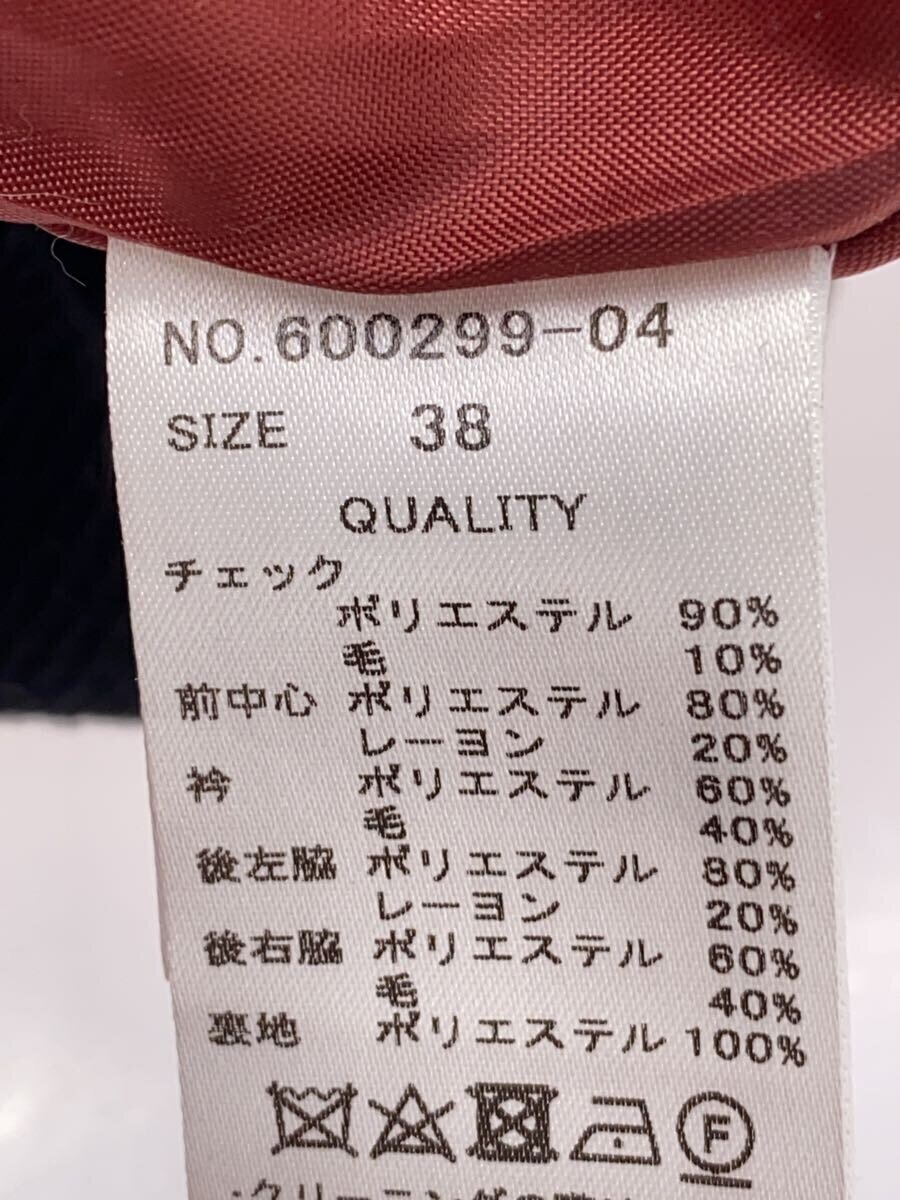 NO.600299-04
SIZE 38
QUALITY
チェック
ポリエステル 90%
毛 10%
前中心 ポリエステル 80%
レーヨン 20%
衿 ポリエステル 60%
毛 40%
後左脇 ポリエステル 80%
レーヨン 20%
後右脇 ポリエステル 60%
毛 40%
裏地 ポリエステル 100%
F